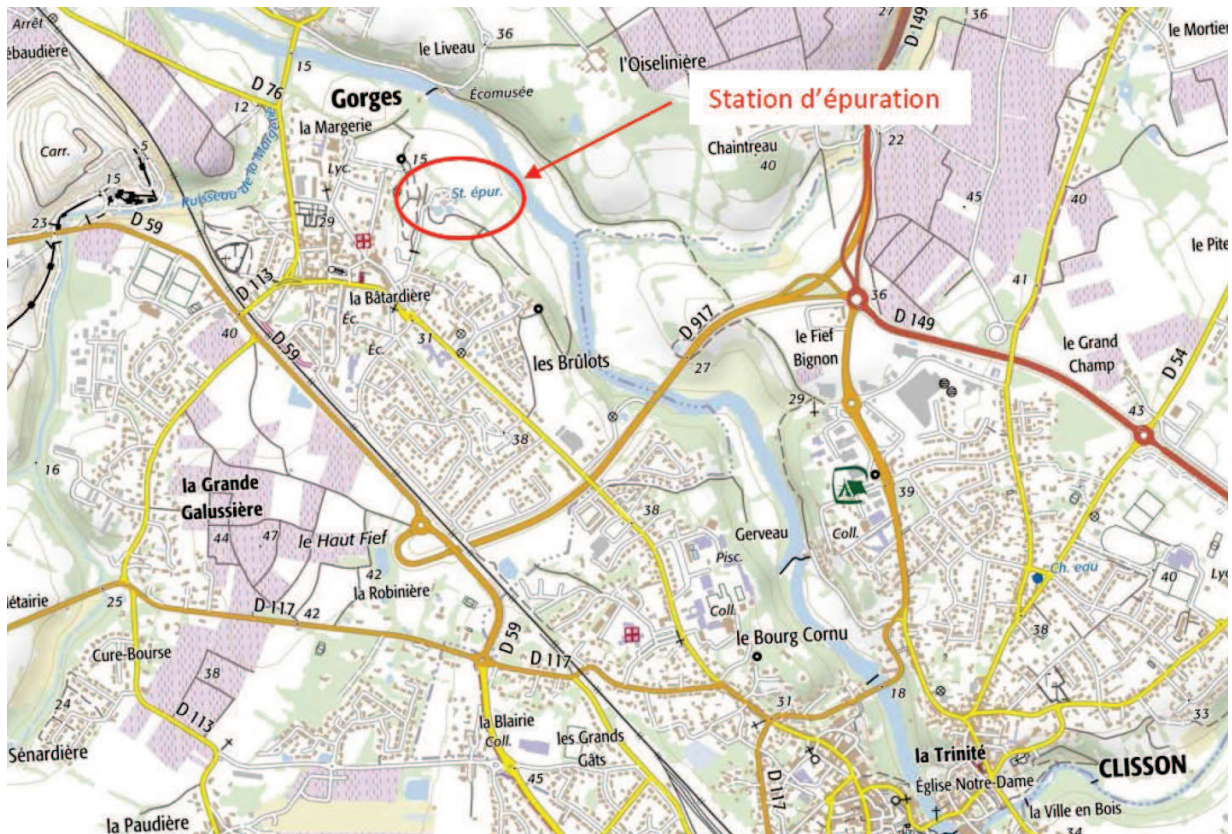 Arrêt
ébaudière
le Liveau
36
27
D 149
36
le Mortier
l'Oiselinière
15
D 76
Gorges
Écomusée
Station d'épuration
12
la Margerie
Carr.
5
15
Ruisseau de la Margerie
Lyc.
15
St. épur.
22
Chaintreau
40
45
40
23
D 59
29
le Pite
D 113
la Bâtardière
Éc.
Éc.
31
41
36
D 149
D 917
40
D 59
les Brûlots
27
le Fief
Bignon
le Grand
Champ
D 54
29
43
38
16
la Grande
Galussière
44
47
le Haut Fief
42
la Robinière
38
39
Gerveau
Coll.
Pisc.
Coll.
Ch. eau
40
Lyc
étairie
25
D 117
42
D 59
38
Cure-Bourse
38
24
D 117
le Bourg Cornu
31
18
33
D 113
Sénardière
la Blairie
Coll.
les Grands
Gâts
45
D 117
la Trinité
Église Notre-Dame
CLISSON
la Ville en Bois
34
la Paudière